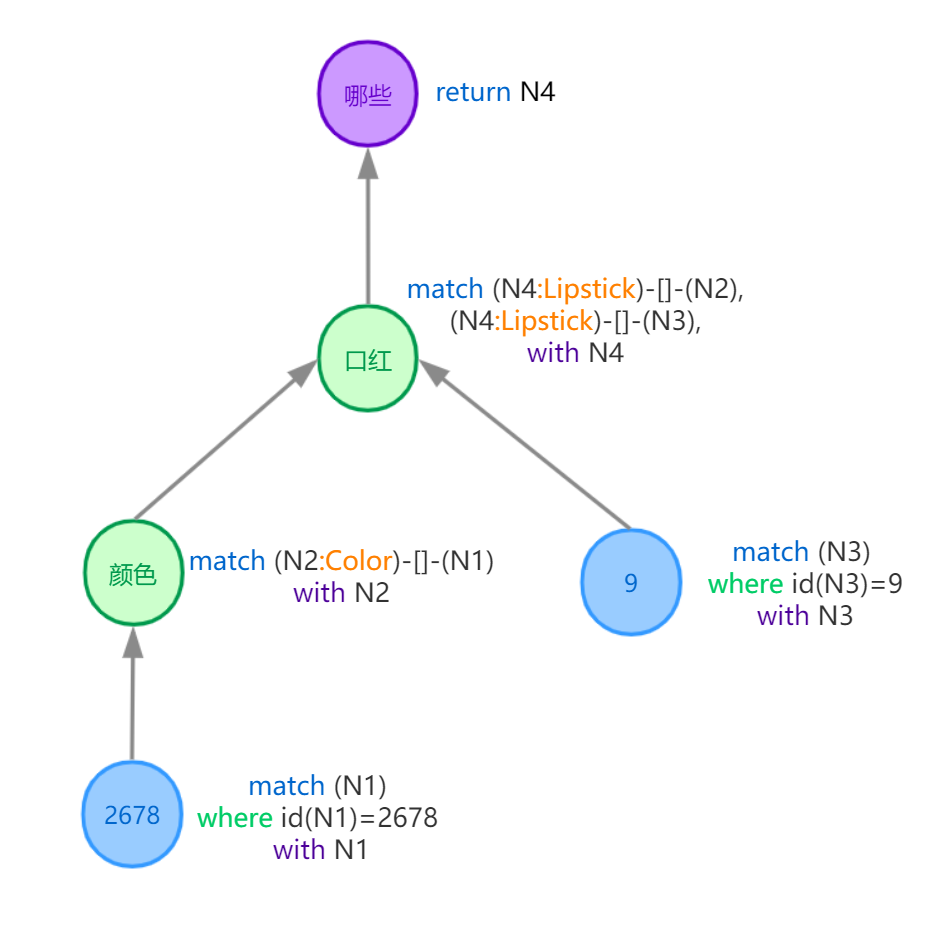 哪些
return N4
match (N4:Lipstick)-[]-(N2),
(N4:Lipstick)-[]-(N3),
with N4
口红
颜色
match (N2:Color)-[]-(N1)
with N2
9
match (N3)
where id(N3)=9
with N3
2678
match (N1)
where id(N1)=2678
with N1